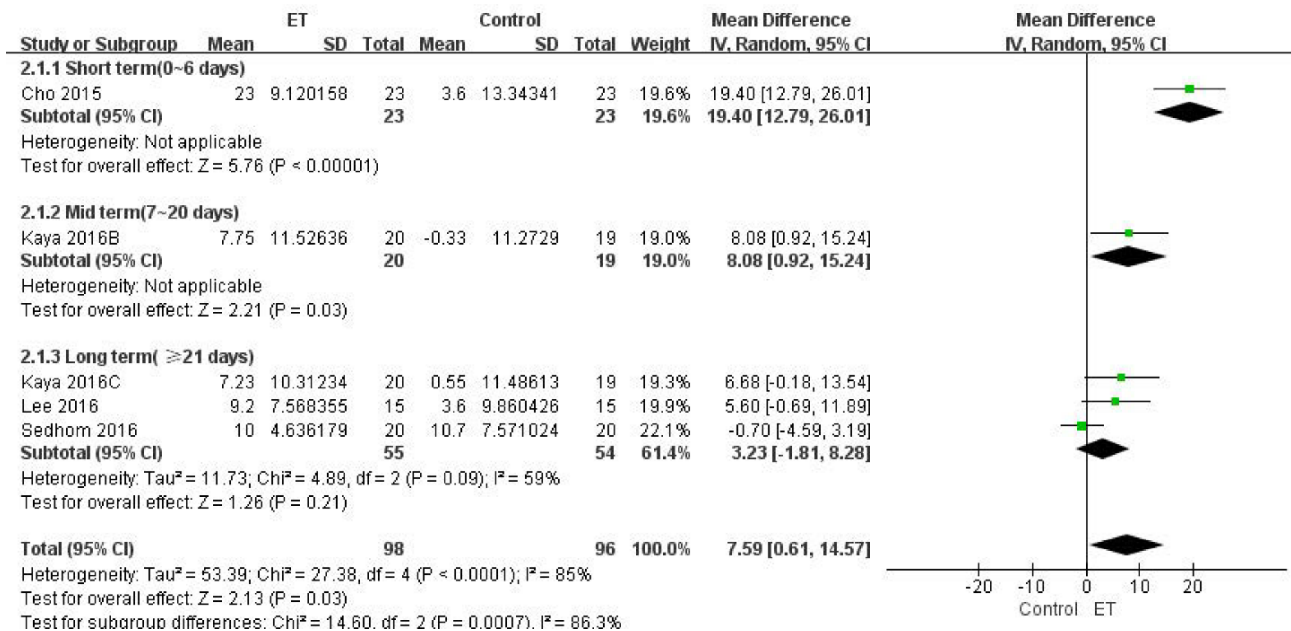 ET Control Mean Difference Mean Difference
Study or Subgroup Mean SD Total Mean SD Total Weight IV, Random, 95% CI IV, Random, 95% CI
2.1.1 Short term(0~6 days)
Cho 2015 23 9.120158 23 3.6 13.34341 23 19.6% 19.40 [12.79, 26.01]
Subtotal (95% CI) 23 23 19.6% 19.40 [12.79, 26.01]
Heterogeneity: Not applicable
Test for overall effect: Z = 5.76 (P < 0.00001)
2.1.2 Mid term(7~20 days)
Kaya 2016B 7.75 11.52636 20 -0.33 11.2729 19 19.0% 8.08 [0.92, 15.24]
Subtotal (95% CI) 20 19 19.0% 8.08 [0.92, 15.24]
Heterogeneity: Not applicable
Test for overall effect: Z = 2.21 (P = 0.03)
2.1.3 Long term( ≥21 days)
Kaya 2016C 7.23 10.31234 20 0.55 11.48613 19 19.3% 6.68 [-0.18, 13.54]
Lee 2016 9.2 7.568355 15 3.6 9.860426 15 19.9% 5.60 [-0.69, 11.89]
Sedhom 2016 10 4.636179 20 10.7 7.571024 20 22.1% -0.70 [-4.59, 3.19]
Subtotal (95% CI) 55 54 61.4% 3.23 [-1.81, 8.28]
Heterogeneity: Tau² = 11.73; Chi² = 4.89, df = 2 (P = 0.09); I² = 59%
Test for overall effect: Z = 1.26 (P = 0.21)
Total (95% CI) 98 96 100.0% 7.59 [0.61, 14.57]
Heterogeneity: Tau² = 53.39; Chi² = 27.38, df = 4 (P < 0.0001); I² = 85%
Test for overall effect: Z = 2.13 (P = 0.03)
Test for subgroup differences: Chi² = 14.60, df = 2 (P = 0.0007), I² = 86.3%
-20 -10 0 10 20
Control ET